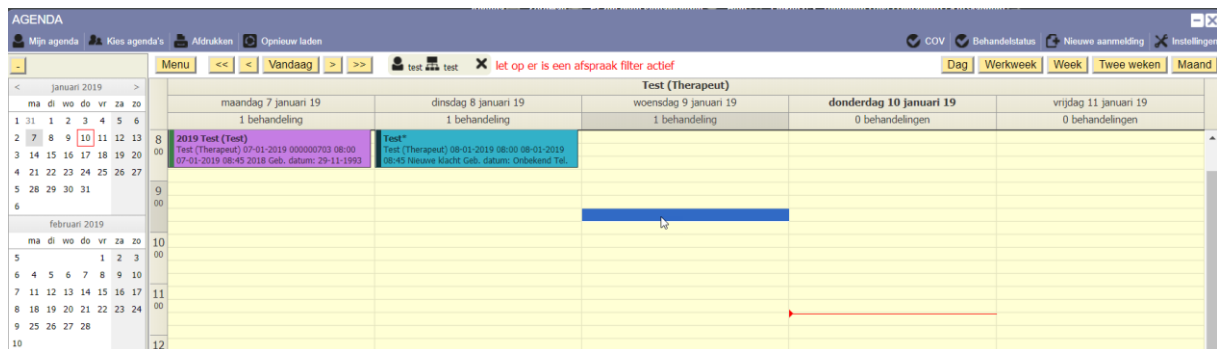 AGENDA
Mijn agenda Kies agenda's Afdrukken Opnieuw laden COV Behandelstatus Nieuwe aanmelding Instellingen
- Menu << < Vandaag > >> test test let op er is een afspraak filter actief Dag Werkweek Week Twee weken Maand
< januari 2019 >
ma di wo do vr za zo
1 31 1 2 3 4 5 6
2 7 8 9 10 11 12 13
3 14 15 16 17 18 19 20
4 21 22 23 24 25 26 27
5 28 29 30 31
6
februari 2019
ma di wo do vr za zo
5 1 2 3
6 4 5 6 7 8 9 10
7 11 12 13 14 15 16 17
8 18 19 20 21 22 23 24
9 25 26 27 28
10
Test (Therapeut)
maandag 7 januari 19 dinsdag 8 januari 19 woensdag 9 januari 19 donderdag 10 januari 19 vrijdag 11 januari 19
1 behandeling 1 behandeling 1 behandeling 0 behandelingen 0 behandelingen
8 00
2019 Test (Test)
Test (Therapeut) 07-01-2019 000000703 08:00
07-01-2019 08:45 2018 Geb. datum: 29-11-1993
Test*
Test (Therapeut) 08-01-2019 08:00 08-01-2019
08:45 Nieuwe klacht Geb. datum: Onbekend Tel.
9 00
10 00
11 00
12